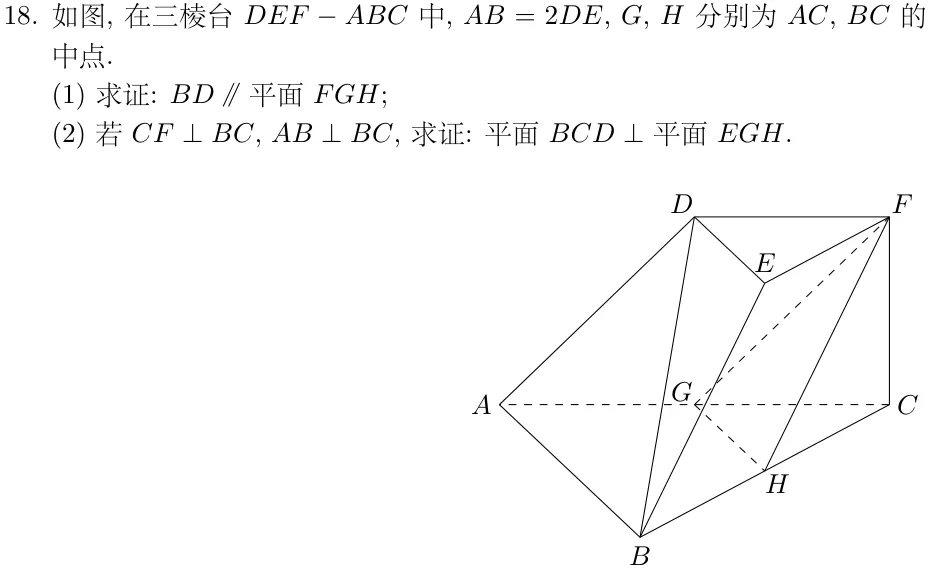 18. 如图, 在三棱台 DEF − ABC 中, AB = 2DE, G, H 分别为 AC, BC 的
中点.
(1) 求证: BD ∥ 平面 FGH;
(2) 若 CF ⊥ BC, AB ⊥ BC, 求证: 平面 BCD ⊥ 平面 EGH.
D
F
E
A
G
C
H
B